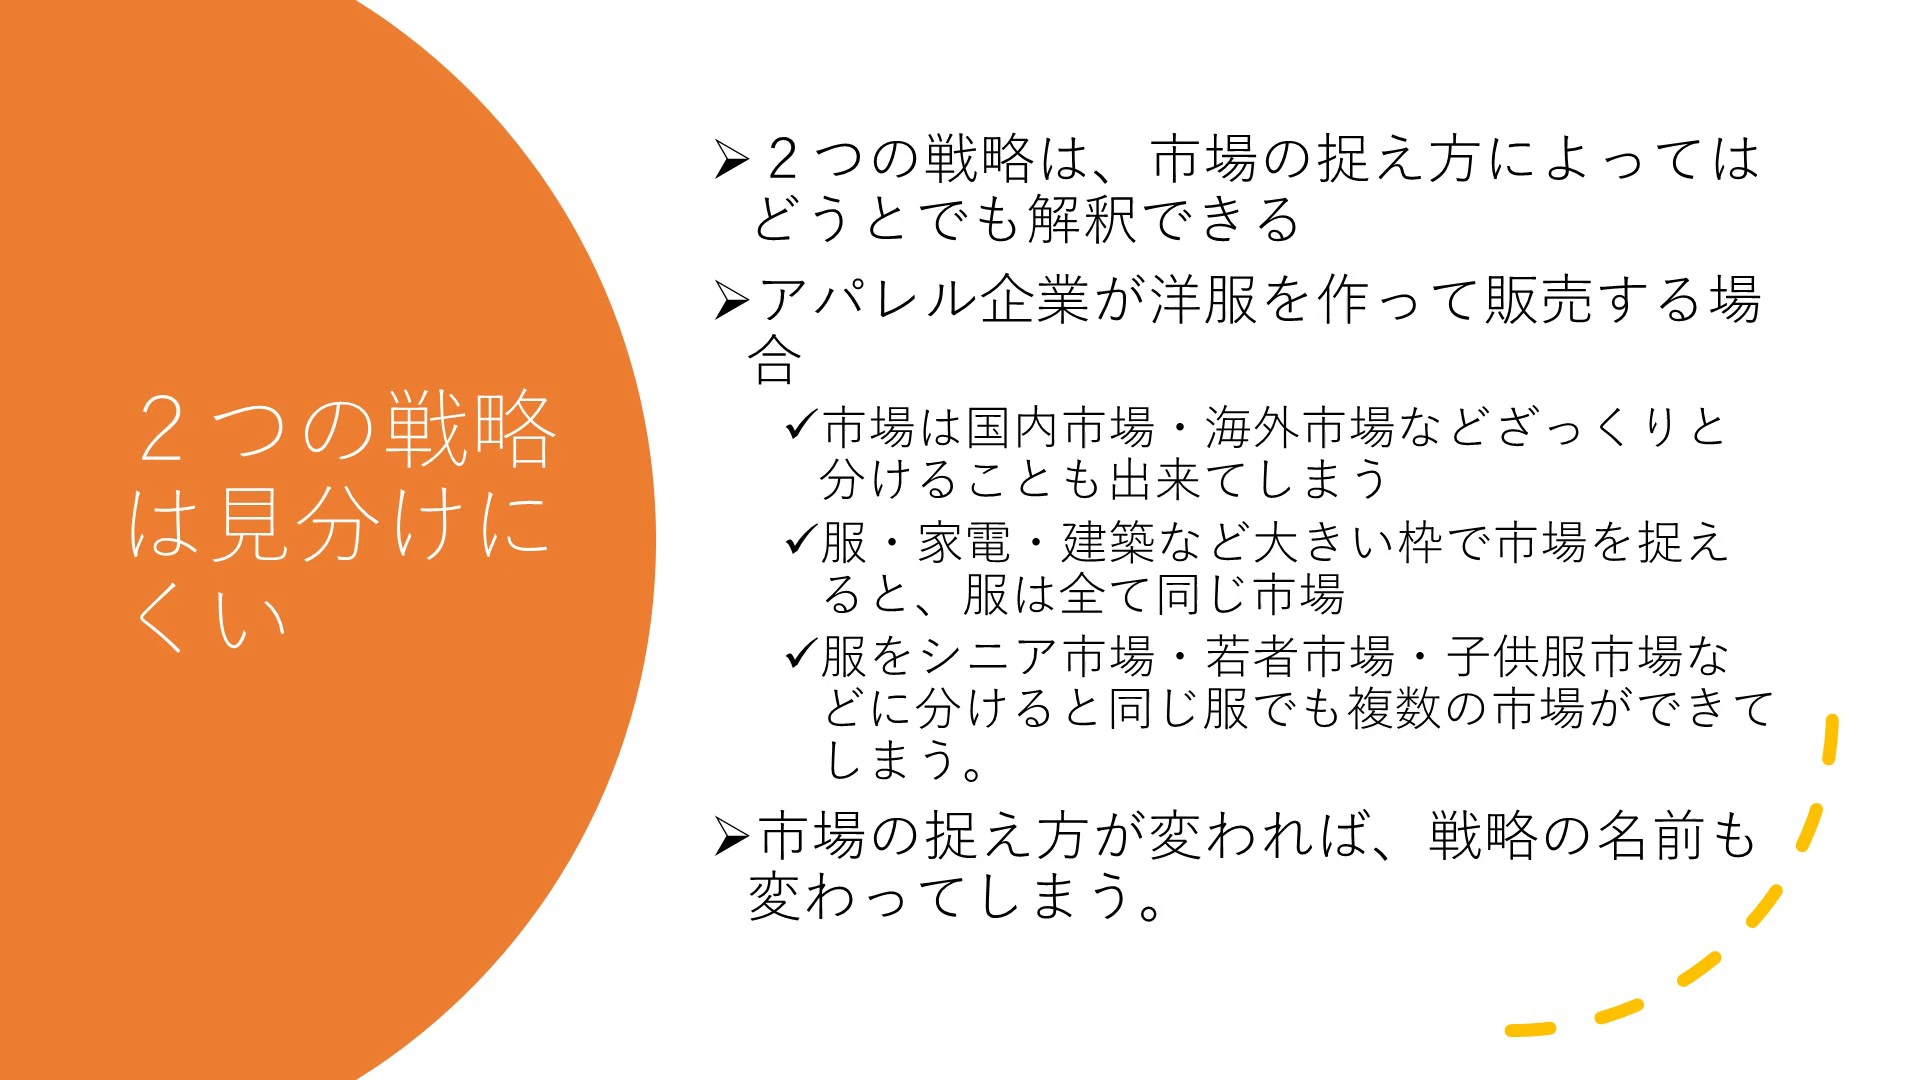 ２つの戦略
は見分けに
くい
➢２つの戦略は、市場の捉え方によっては
どうとでも解釈できる
➢アパレル企業が洋服を作って販売する場
合
✓市場は国内市場・海外市場などざっくりと
分けることも出来てしまう
✓服・家電・建築など大きい枠で市場を捉え
ると、服は全て同じ市場
✓服をシニア市場・若者市場・子供服市場な
どに分けると同じ服でも複数の市場ができて
しまう。
➢市場の捉え方が変われば、戦略の名前も
変わってしまう。